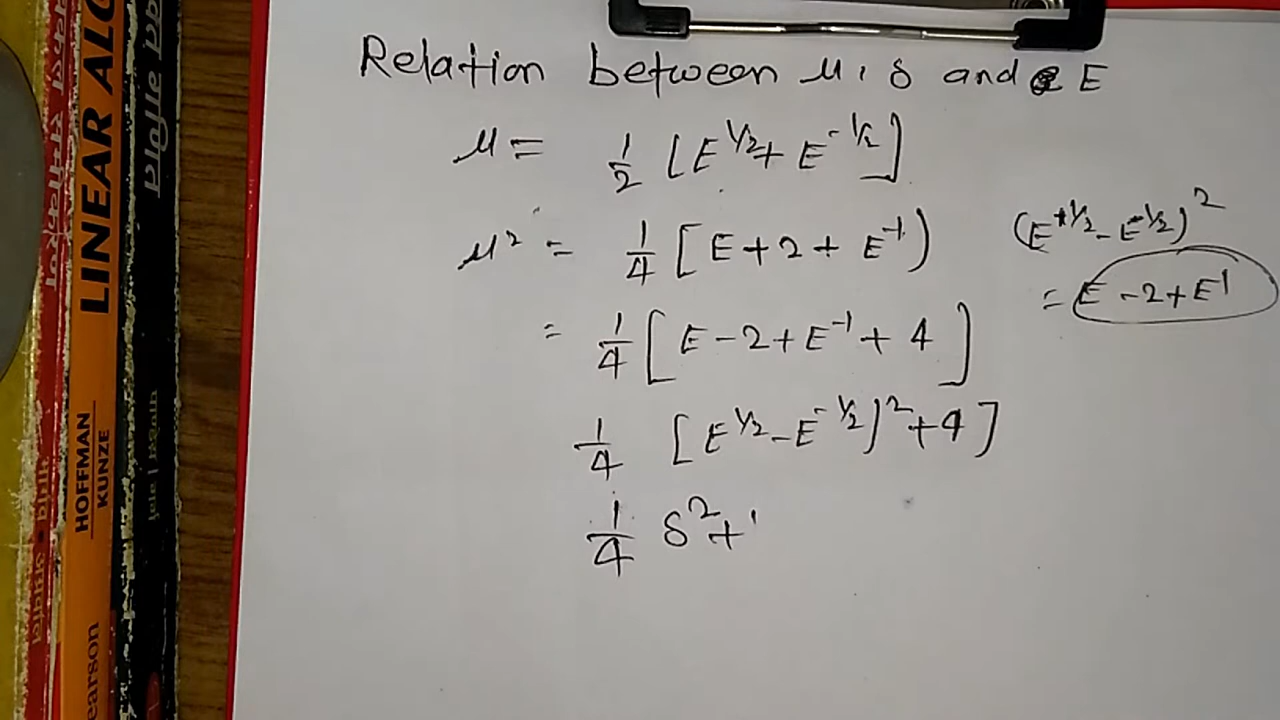 Relation between μ, δ and E
μ = 1/2 [E^1/2 + E^-1/2]
μ² = 1/4 [E + 2 + E^-1)
= 1/4 [E - 2 + E^-1 + 4]
1/4 [E^1/2 - E^-1/2)² + 4]
1/4 δ² + '
(E^+1/2 - E^-1/2)²
= E - 2 + E^1
LINEAR ALG
HOFFMAN
KUNZE
earson